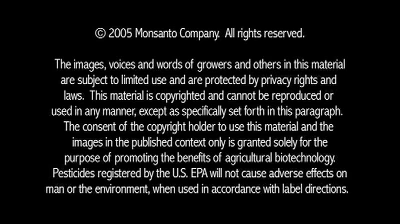 © 2005 Monsanto Company. All rights reserved.
The images, voices and words of growers and others in this material
are subject to limited use and are protected by privacy rights and
laws. This material is copyrighted and cannot be reproduced or
used in any manner, except as specifically set forth in this paragraph.
The consent of the copyright holder to use this material and the
images in the published context only is granted solely for the
purpose of promoting the benefits of agricultural biotechnology.
Pesticides registered by the U.S. EPA will not cause adverse effects on
man or the environment, when used in accordance with label directions.